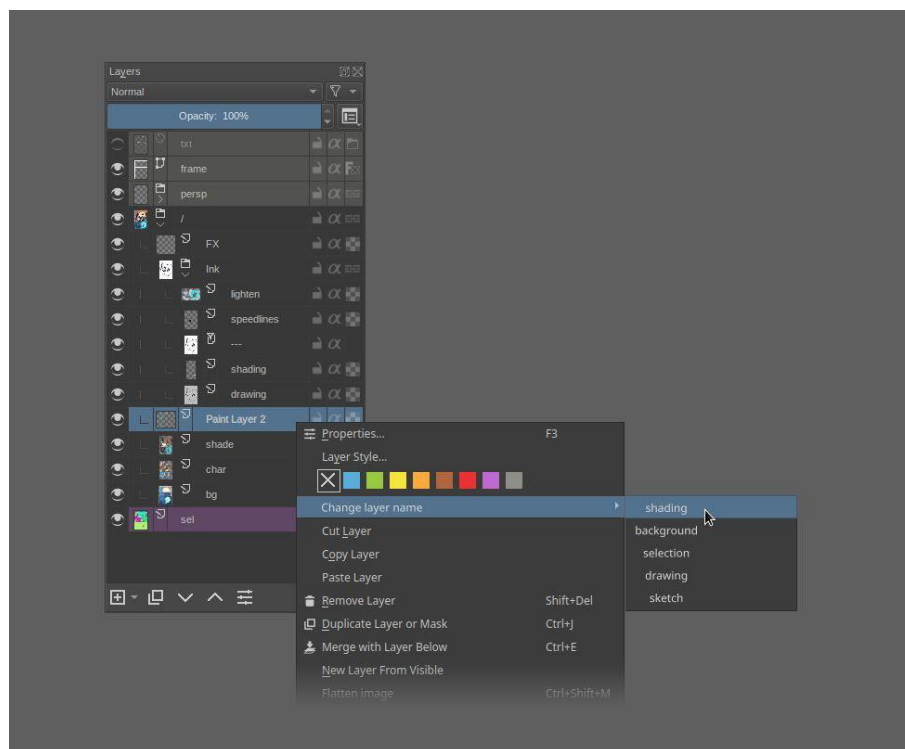 Layers
Normal
Opacity: 100%
txt
frame
persp
/
FX
Ink
lighten
speedlines
---
shading
drawing
Paint Layer 2
shade
char
bg
sel
Properties... F3
Layer Style...
Change layer name
Cut Layer
Copy Layer
Paste Layer
Remove Layer Shift+Del
Duplicate Layer or Mask Ctrl+J
Merge with Layer Below Ctrl+E
New Layer From Visible
Flatten image Ctrl+Shift+M
shading
background
selection
drawing
sketch